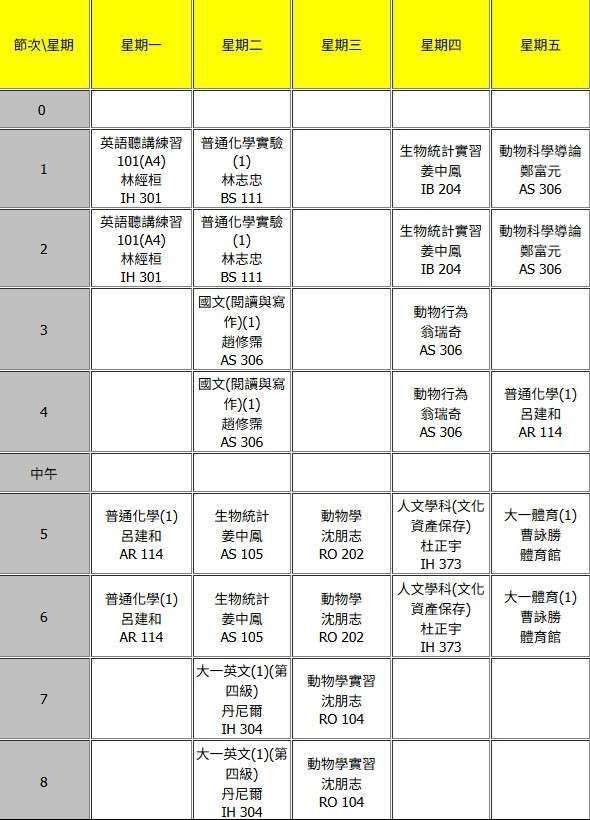 節次\星期 星期一 星期二 星期三 星期四 星期五
0
1
英語聽講練習
101(A4)
林經桓
IH 301
普通化學實驗
(1)
林志忠
BS 111
生物統計實習
姜中鳳
IB 204
動物科學導論
鄭富元
AS 306
2
英語聽講練習
101(A4)
林經桓
IH 301
普通化學實驗
(1)
林志忠
BS 111
生物統計實習
姜中鳳
IB 204
動物科學導論
鄭富元
AS 306
3
國文(閱讀與寫
作)(1)
趙修霈
AS 306
動物行為
翁瑞奇
AS 306
4
國文(閱讀與寫
作)(1)
趙修霈
AS 306
動物行為
翁瑞奇
AS 306
普通化學(1)
呂建和
AR 114
中午
5
普通化學(1)
呂建和
AR 114
生物統計
姜中鳳
AS 105
動物學
沈朋志
RO 202
人文學科(文化
資產保存)
杜正宇
IH 373
大一體育(1)
曹詠勝
體育館
6
普通化學(1)
呂建和
AR 114
生物統計
姜中鳳
AS 105
動物學
沈朋志
RO 202
人文學科(文化
資產保存)
杜正宇
IH 373
大一體育(1)
曹詠勝
體育館
7
大一英文(1)(第
四級)
丹尼爾
IH 304
動物學實習
沈朋志
RO 104
8
大一英文(1)(第
四級)
丹尼爾
IH 304
動物學實習
沈朋志
RO 104